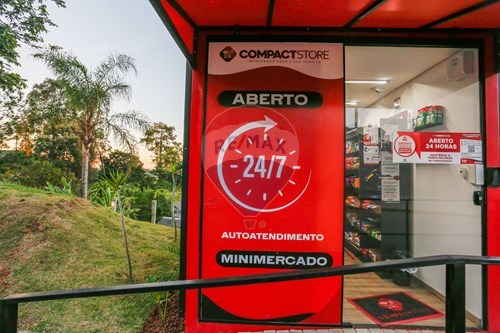 COMPACTSTORE
ABERTO
RE/MAX
24/7
AUTOATENDIMENTO
MINIMERCADO
ABERTO
24 HORAS